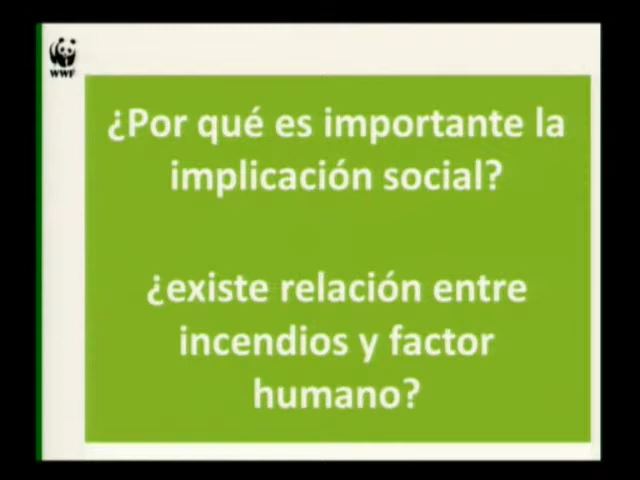 WWF
¿Por qué es importante la
implicación social?
¿existe relación entre
incendios y factor
humano?